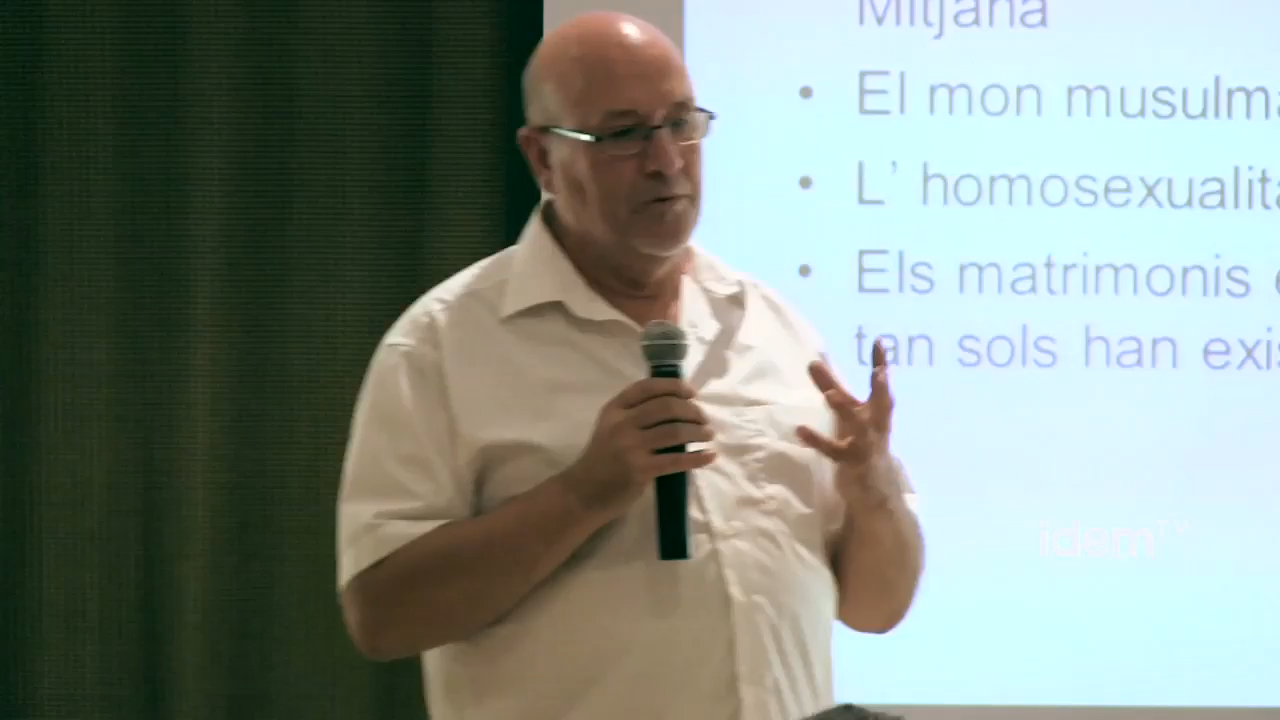 Mitjana
• El mon musulma
• L' homosexualita
• Els matrimonis
tan sols han exis
idem